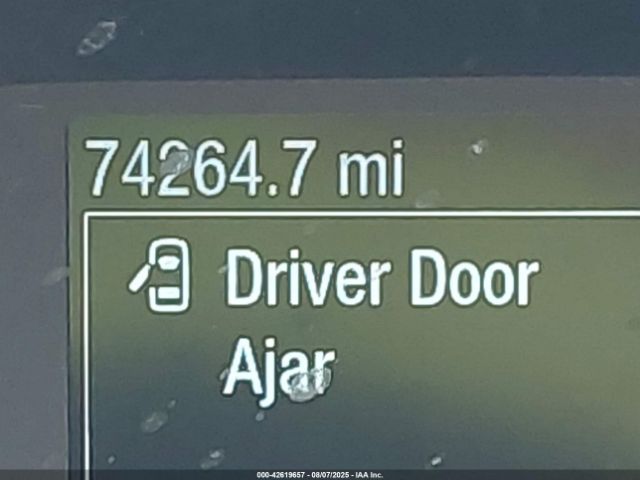 74264.7 mi
Driver Door
Ajar
000-42619657 - 08/07/2025 - IAA Inc.